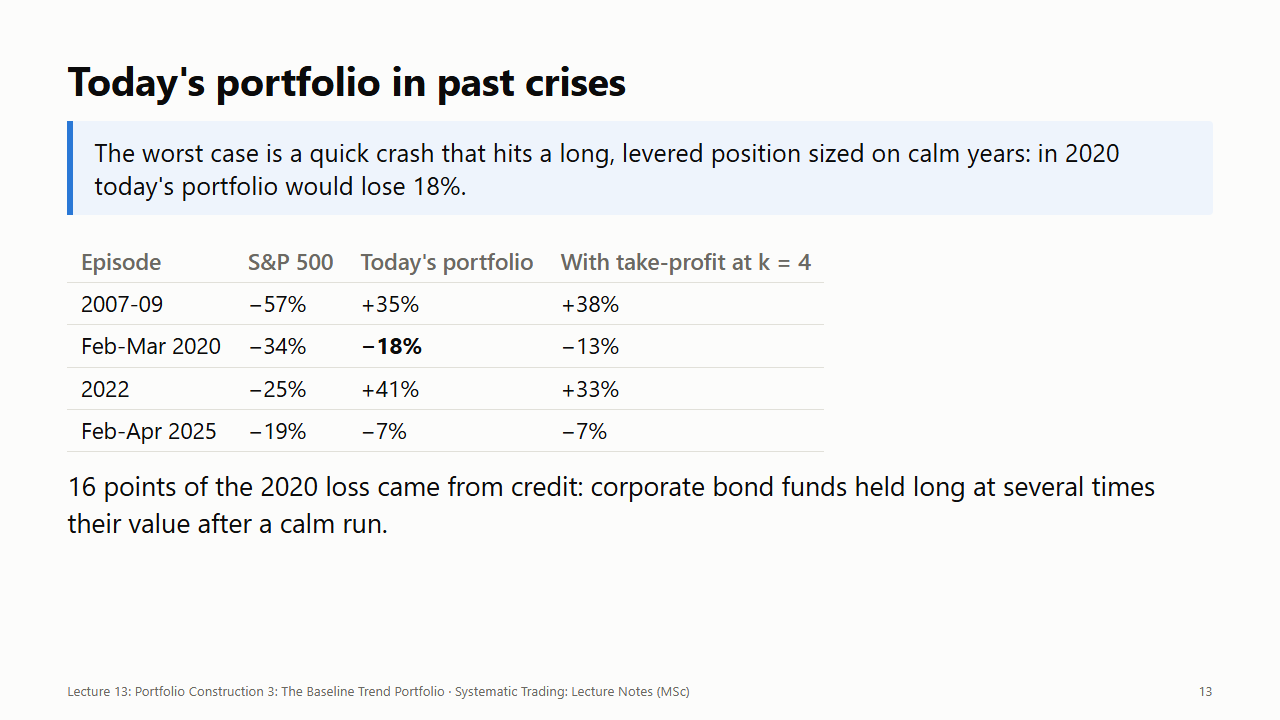 Today's portfolio in past crises
The worst case is a quick crash that hits a long, levered position sized on calm years: in 2020
today's portfolio would lose 18%.
Episode S&P 500 Today's portfolio With take-profit at k = 4
2007-09 −57% +35% +38%
Feb-Mar 2020 −34% −18% −13%
2022 −25% +41% +33%
Feb-Apr 2025 −19% −7% −7%
16 points of the 2020 loss came from credit: corporate bond funds held long at several times
their value after a calm run.
Lecture 13: Portfolio Construction 3: The Baseline Trend Portfolio · Systematic Trading: Lecture Notes (MSc) 13